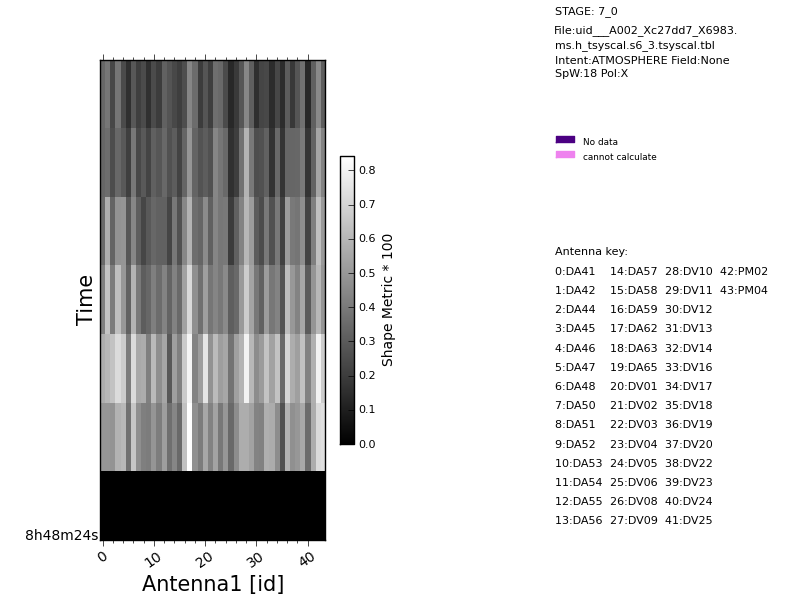 STAGE: 7_0
File:uid___A002_Xc27dd7_X6983.
ms.h_tsyscal.s6_3.tsyscal.tbl
Intent:ATMOSPHERE Field:None
SpW:18 Pol:X
No data
cannot calculate
0.8
0.7
0.6
0.5
0.4
0.3
0.2
0.1
0.0
Shape Metric * 100
Time
8h48m24s
0 10 20 30 40
Antenna1 [id]
Antenna key:
0:DA41 14:DA57 28:DV10 42:PM02
1:DA42 15:DA58 29:DV11 43:PM04
2:DA44 16:DA59 30:DV12
3:DA45 17:DA62 31:DV13
4:DA46 18:DA63 32:DV14
5:DA47 19:DA65 33:DV16
6:DA48 20:DV01 34:DV17
7:DA50 21:DV02 35:DV18
8:DA51 22:DV03 36:DV19
9:DA52 23:DV04 37:DV20
10:DA53 24:DV05 38:DV22
11:DA54 25:DV06 39:DV23
12:DA55 26:DV08 40:DV24
13:DA56 27:DV09 41:DV25